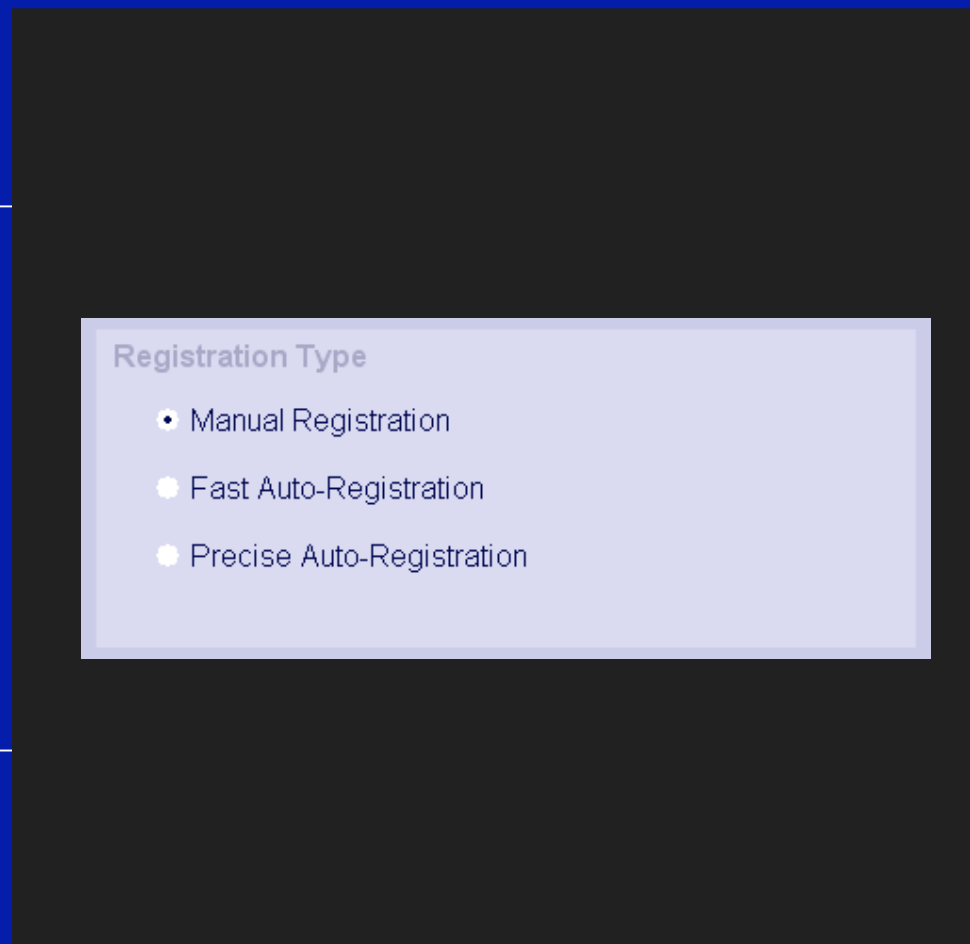 Registration Type
Manual Registration
Fast Auto-Registration
Precise Auto-Registration